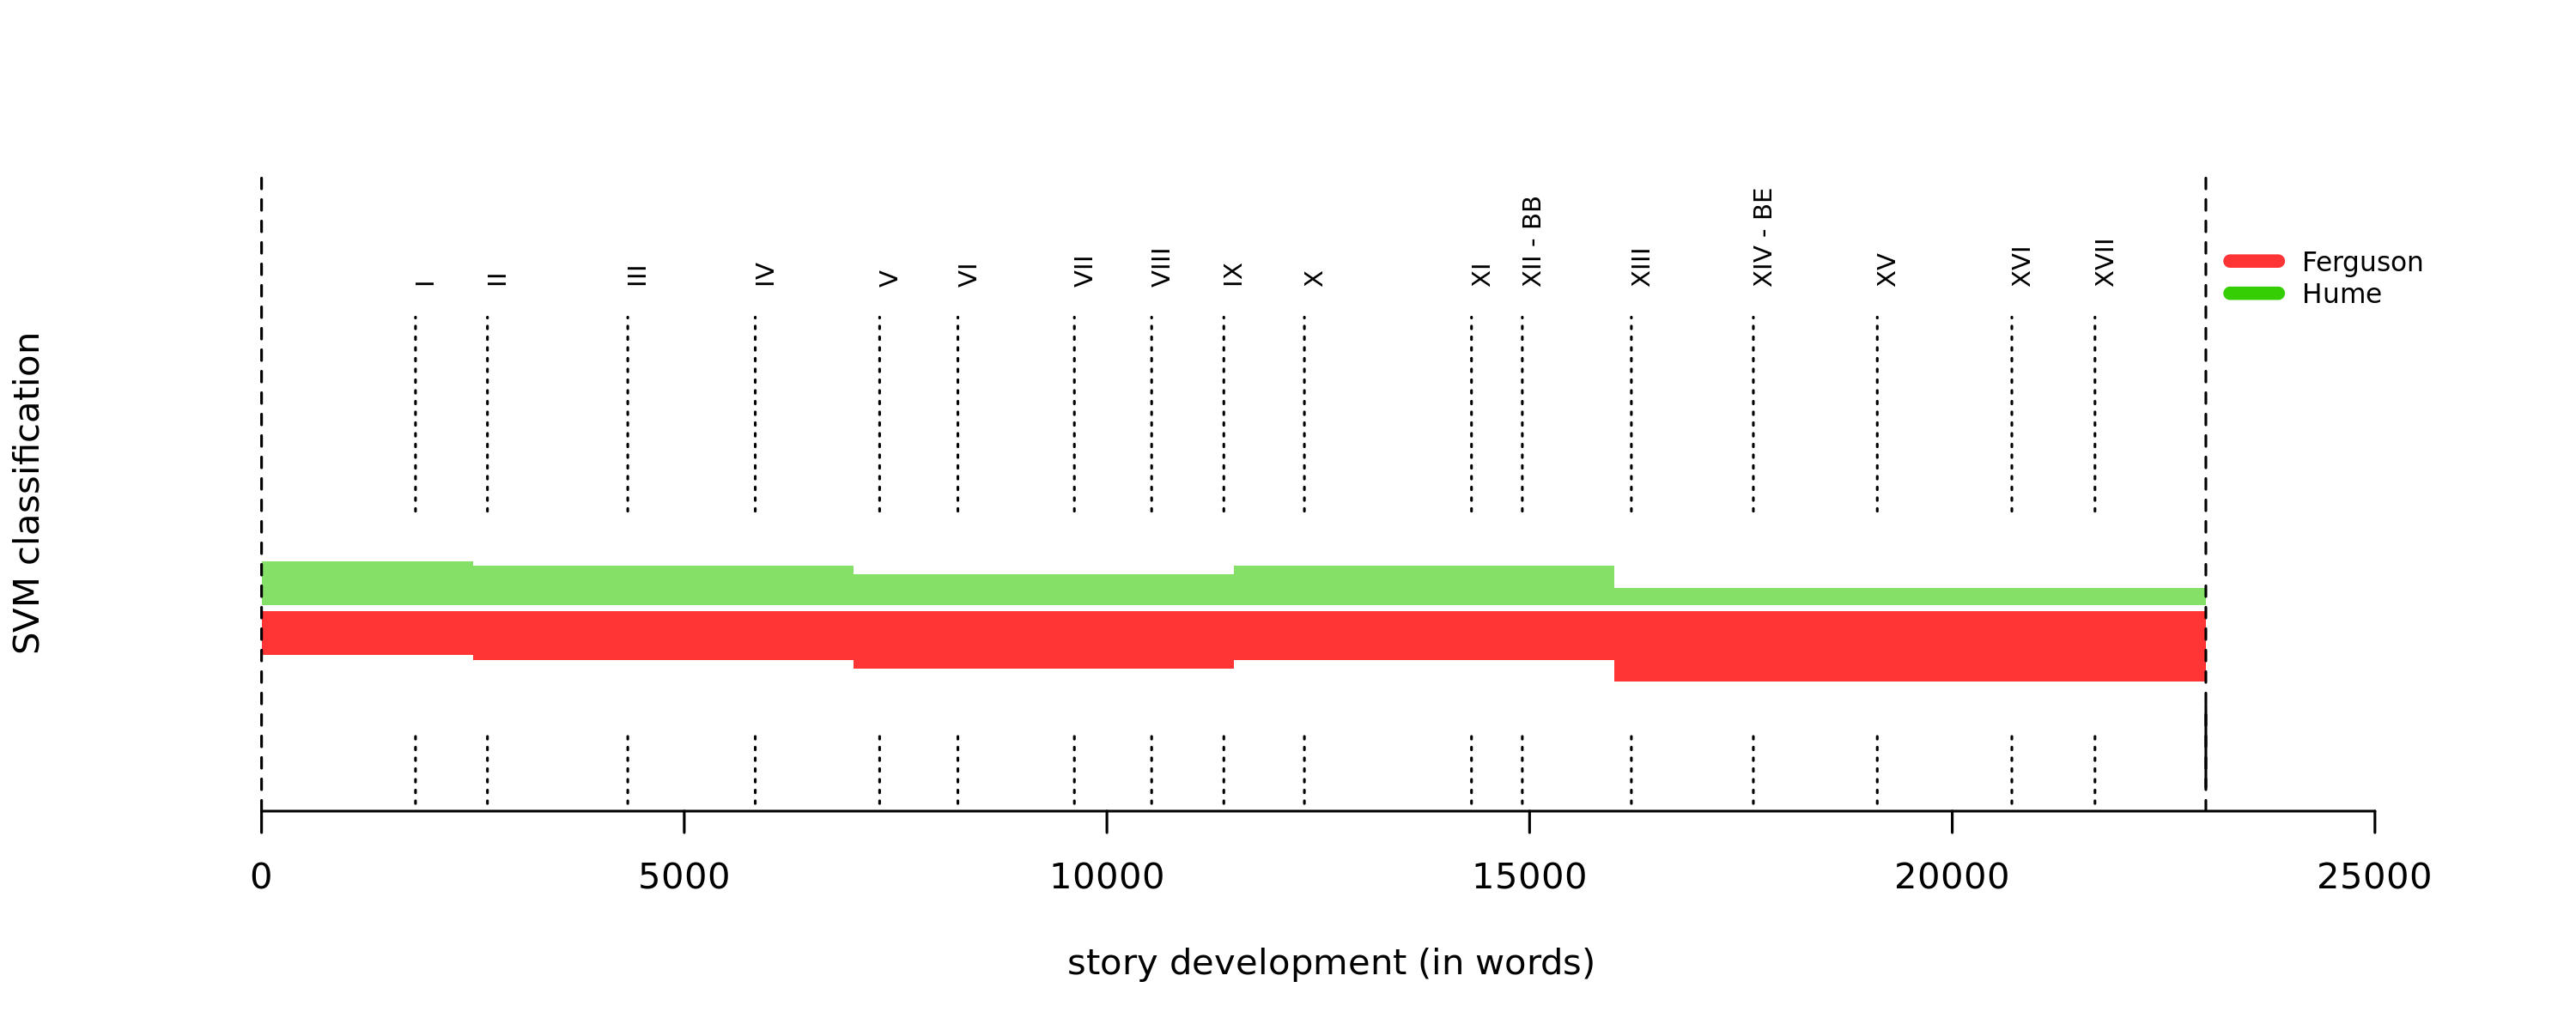 I
II
III
IV
V
VI
VII
VIII
IX
X
XI
XII - BB
XIII
XIV - BE
XV
XVI
XVII
Ferguson
Hume
SVM classification
0
5000
10000
15000
20000
25000
story development (in words)